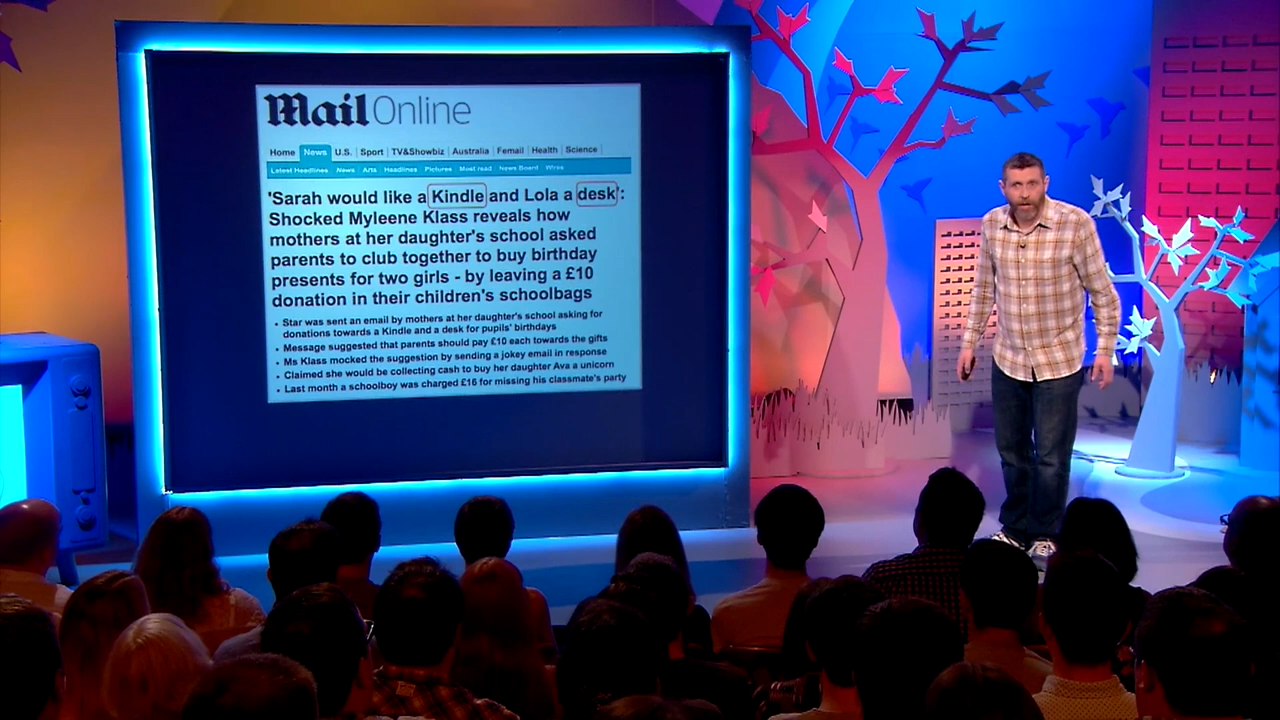 Mail Online
Home News U.S. Sport TV&Showbiz Australia Femail Health Science
Latest Headlines News Arts Headlines Pictures Most read News Board Wires
'Sarah would like a Kindle and Lola a desk':
Shocked Myleene Klass reveals how
mothers at her daughter's school asked
parents to club together to buy birthday
presents for two girls - by leaving a £10
donation in their children's schoolbags
• Star was sent an email by mothers at her daughter's school asking for
donations towards a Kindle and a desk for pupils' birthdays
• Message suggested that parents should pay £10 each towards the gifts
• Ms Klass mocked the suggestion by sending a jokey email in response
• Claimed she would be collecting cash to buy her daughter Ava a unicorn
• Last month a schoolboy was charged £16 for missing his classmate's party